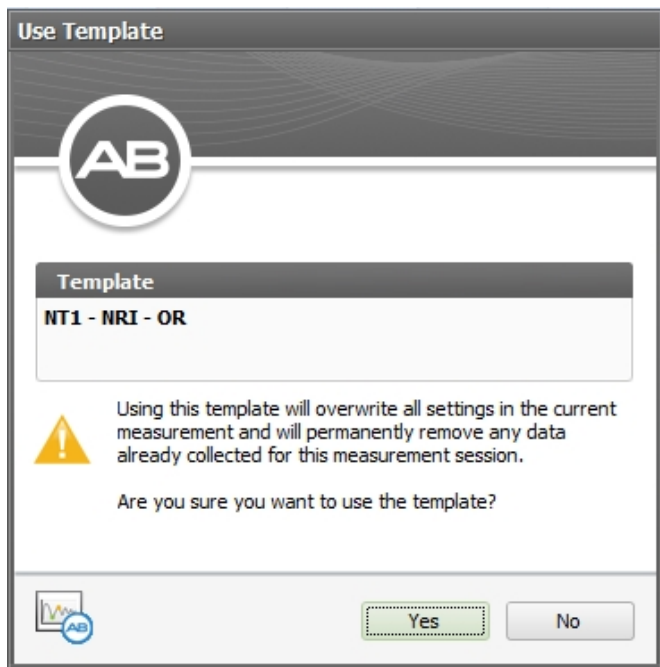 Use Template
AB
Template
NT1 - NRI - OR
Using this template will overwrite all settings in the current
measurement and will permanently remove any data
already collected for this measurement session.
Are you sure you want to use the template?
AB
Yes
No